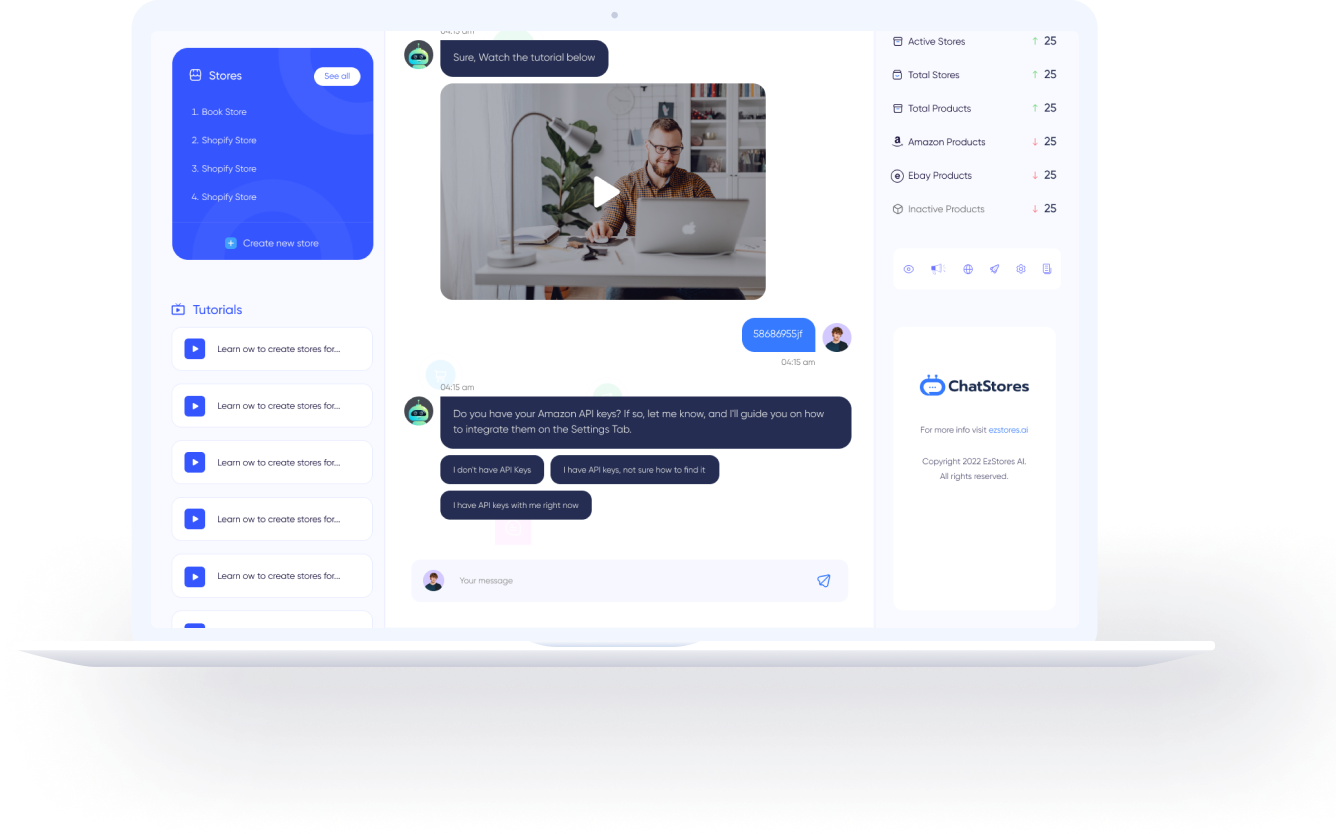 Stores
See all
1. Book Store
2. Shopify Store
3. Shopify Store
4. Shopify Store
Create new store
Tutorials
Learn ow to create stores for...
Learn ow to create stores for...
Learn ow to create stores for...
Learn ow to create stores for...
Learn ow to create stores for...
04:15 am
Sure, Watch the tutorial below
58686955jf
04:15 am
04:15 am
Do you have your Amazon API keys? If so, let me know, and I'll guide you on how
to integrate them on the Settings Tab.
I don't have API Keys
I have API keys, not sure how to find it
I have API keys with me right now
Your message
Active Stores ↑ 25
Total Stores ↑ 25
Total Products ↑ 25
a Amazon Products ↓ 25
e Ebay Products ↓ 25
Inactive Products ↓ 25
ChatStores
For more info visit ezstores.ai
Copyright 2022 EzStores AI.
All rights reserved.